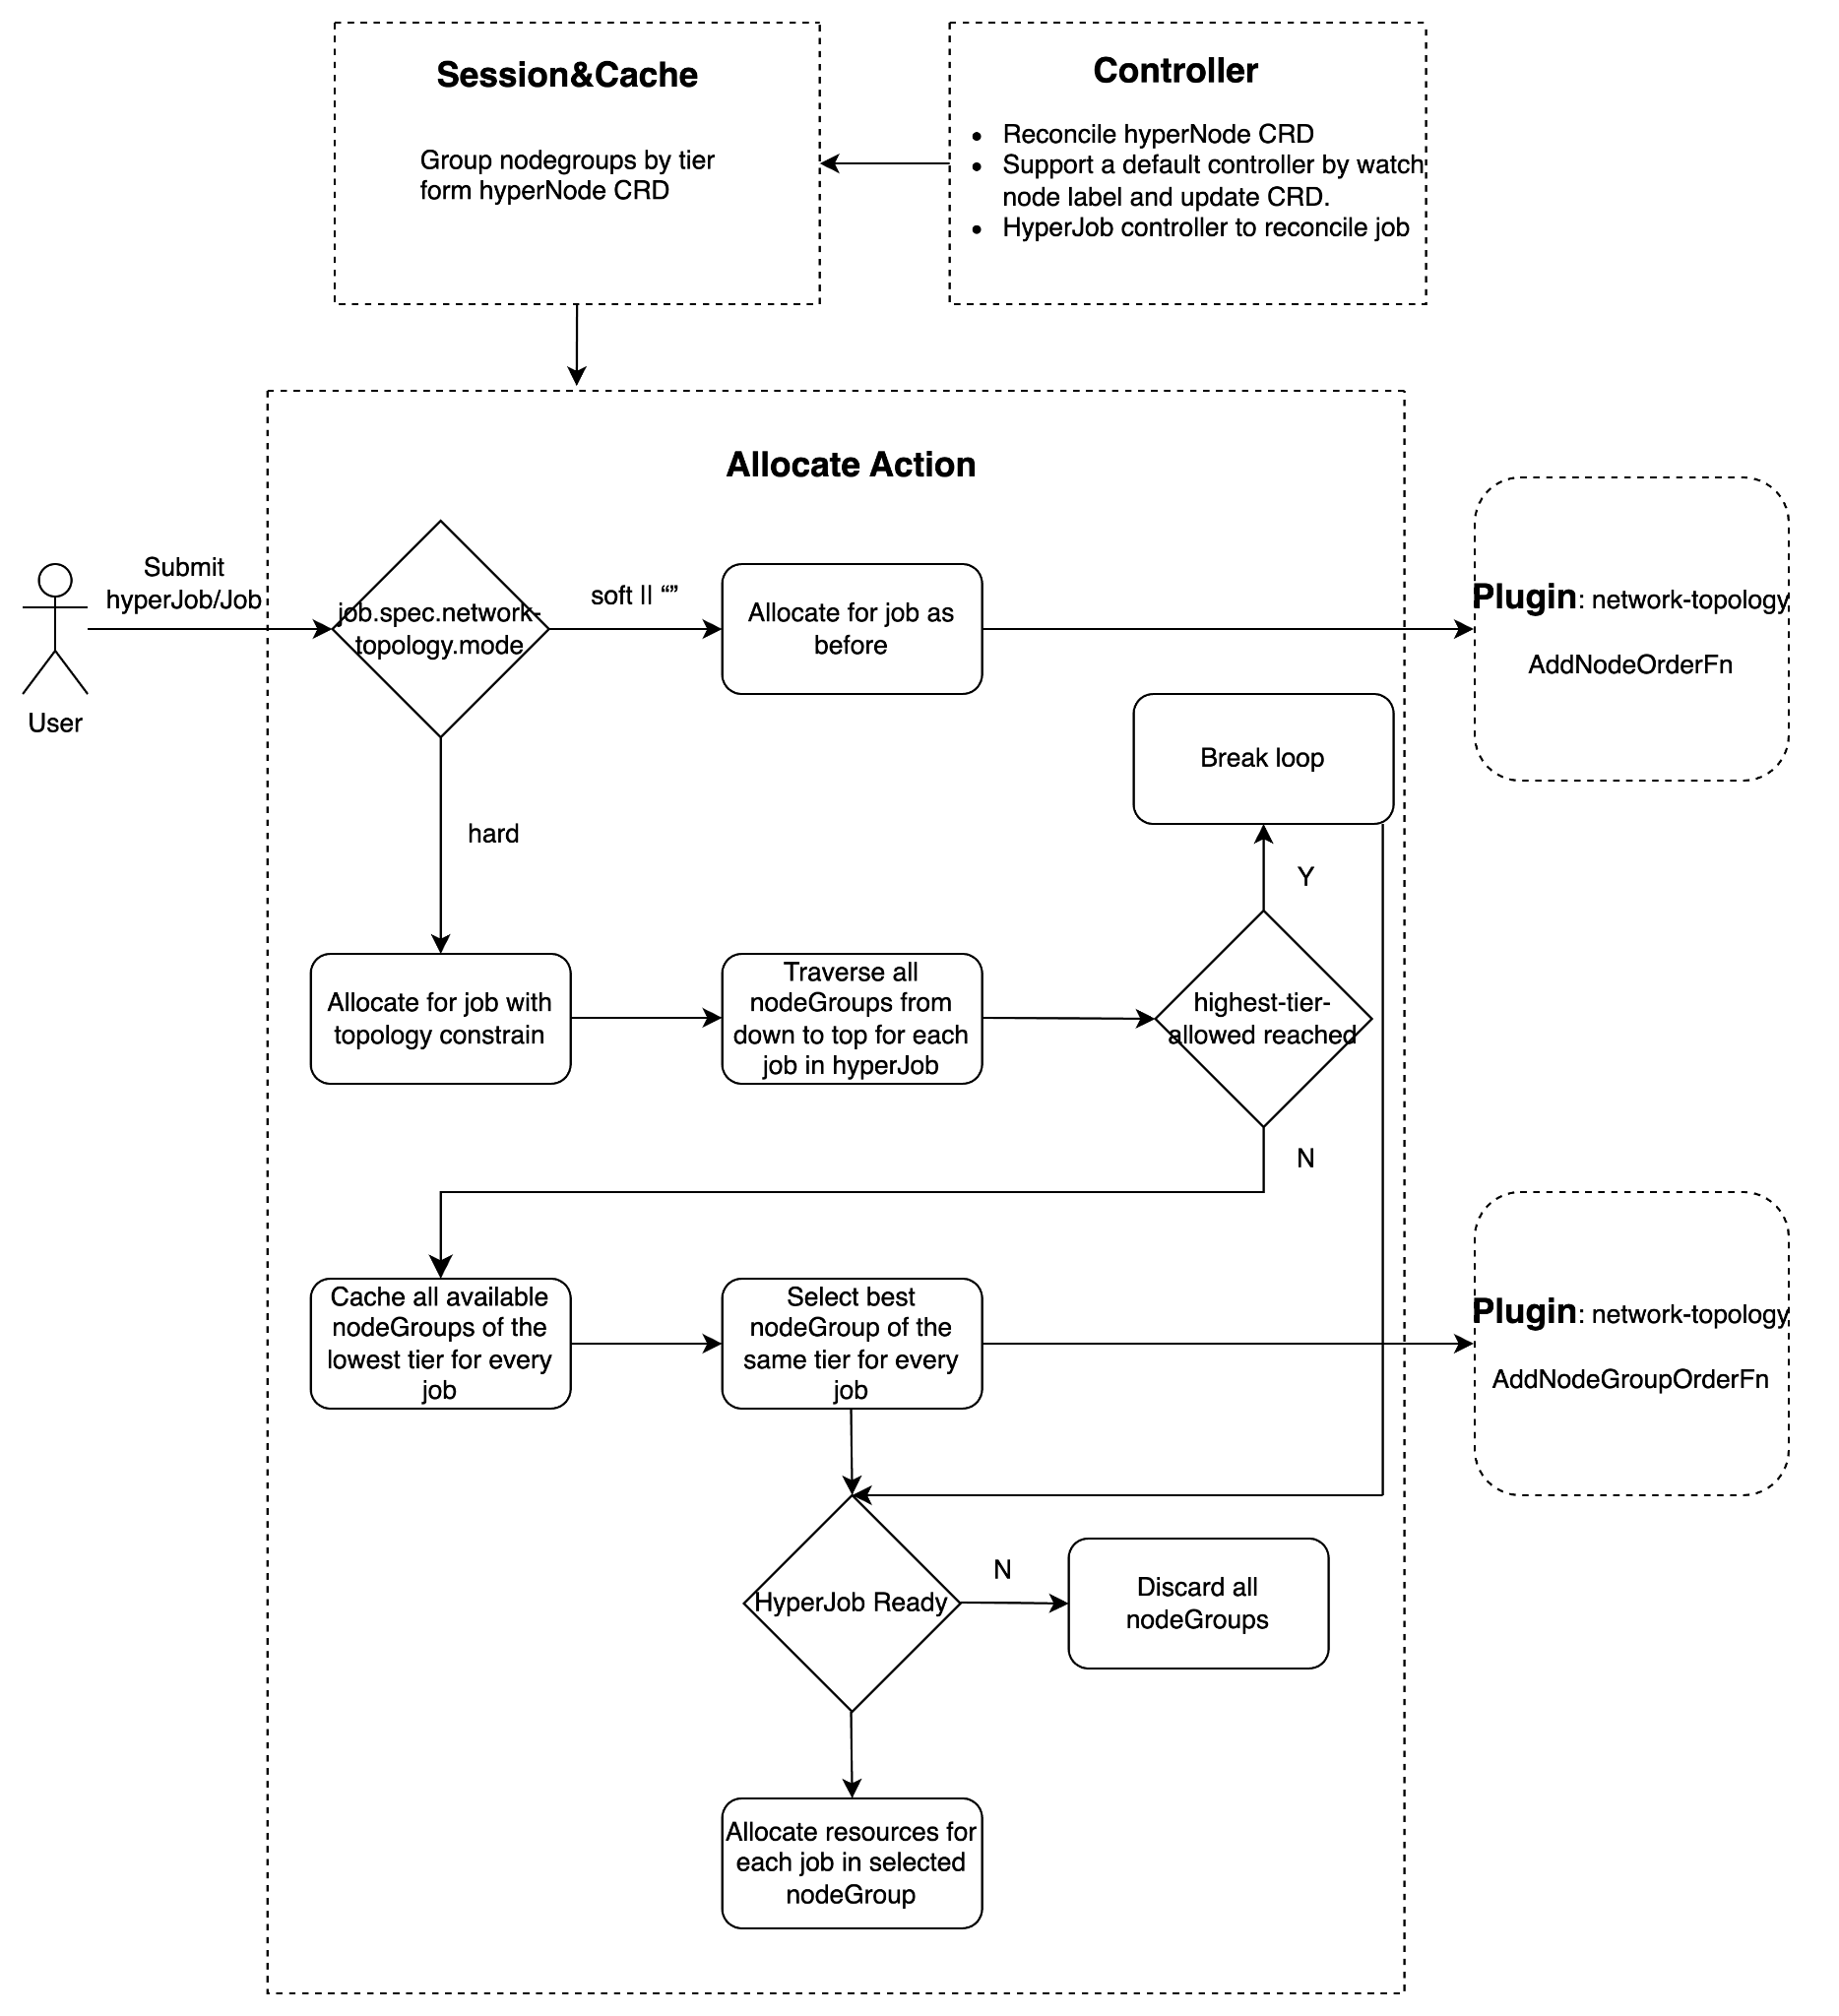 Session&Cache
Group nodegroups by tier
form hyperNode CRD
Controller
• Reconcile hyperNode CRD
• Support a default controller by watch
node label and update CRD.
• HyperJob controller to reconcile job
Allocate Action
Submit
hyperJob/Job
User
job.spec.network-
topology.mode
soft || “”
Allocate for job as
before
Plugin: network-topology
AddNodeOrderFn
Break loop
hard
Y
Allocate for job with
topology constrain
Traverse all
nodeGroups from
down to top for each
job in hyperJob
highest-tier-
allowed reached
N
Cache all available
nodeGroups of the
lowest tier for every
job
Select best
nodeGroup of the
same tier for every
job
Plugin: network-topology
AddNodeGroupOrderFn
HyperJob Ready
N
Discard all
nodeGroups
Allocate resources for
each job in selected
nodeGroup